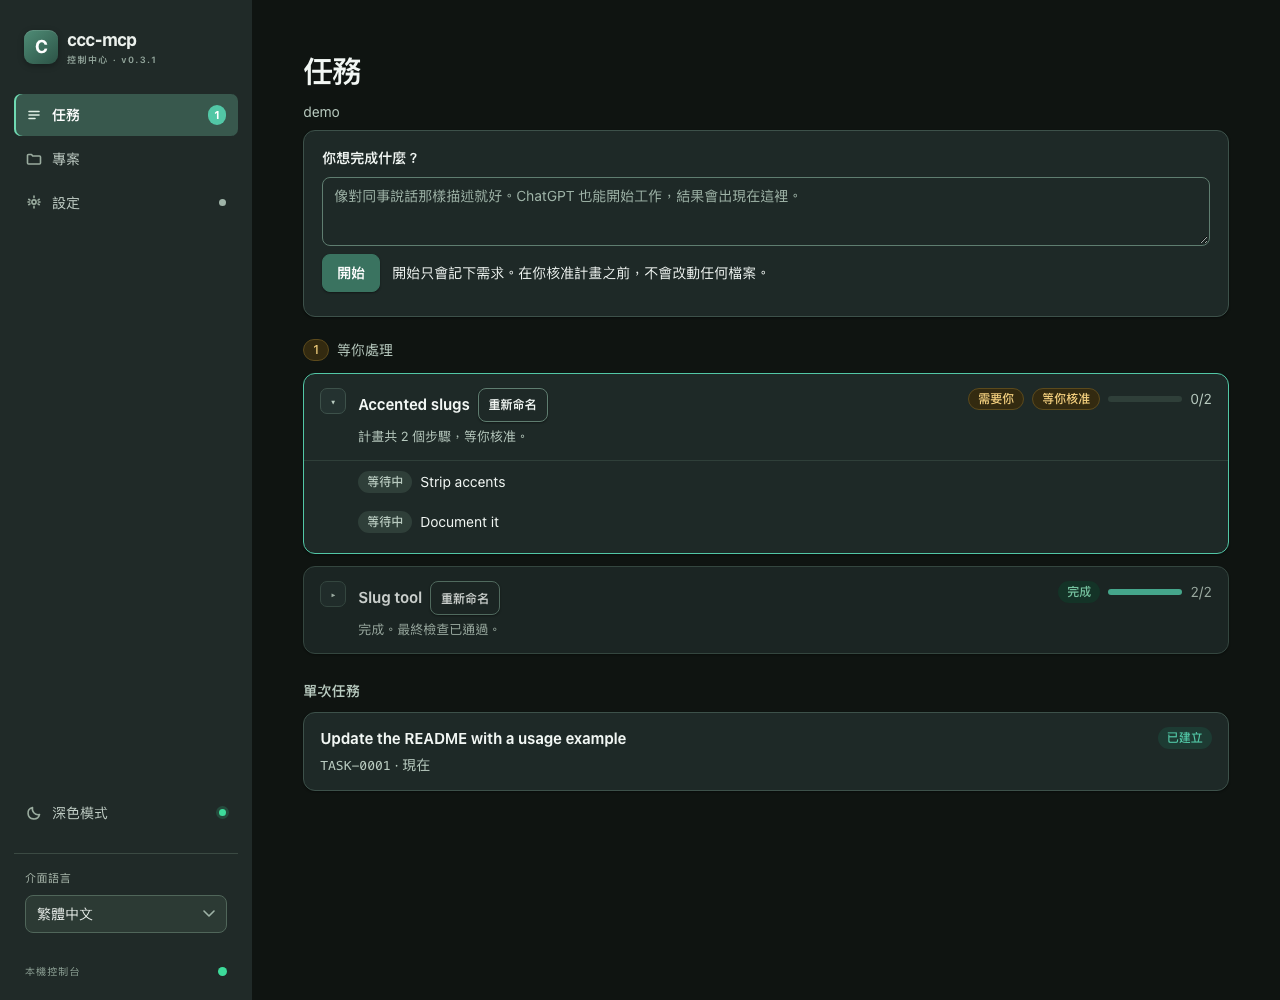 C
ccc-mcp
控制中心 · v0.3.1
任務
1
專案
設定
深色模式
介面語言
繁體中文
本機控制台
任務
demo
你想完成什麼？
像對同事說話那樣描述就好。ChatGPT 也能開始工作，結果會出現在這裡。
開始
開始只會記下需求。在你核准計畫之前，不會改動任何檔案。
1 等你處理
Accented slugs 重新命名 需要你 等你核准 0/2
計畫共 2 個步驟，等你核准。
等待中 Strip accents
等待中 Document it
Slug tool 重新命名 完成 2/2
完成。最終檢查已通過。
單次任務
Update the README with a usage example 已建立
TASK-0001 · 現在